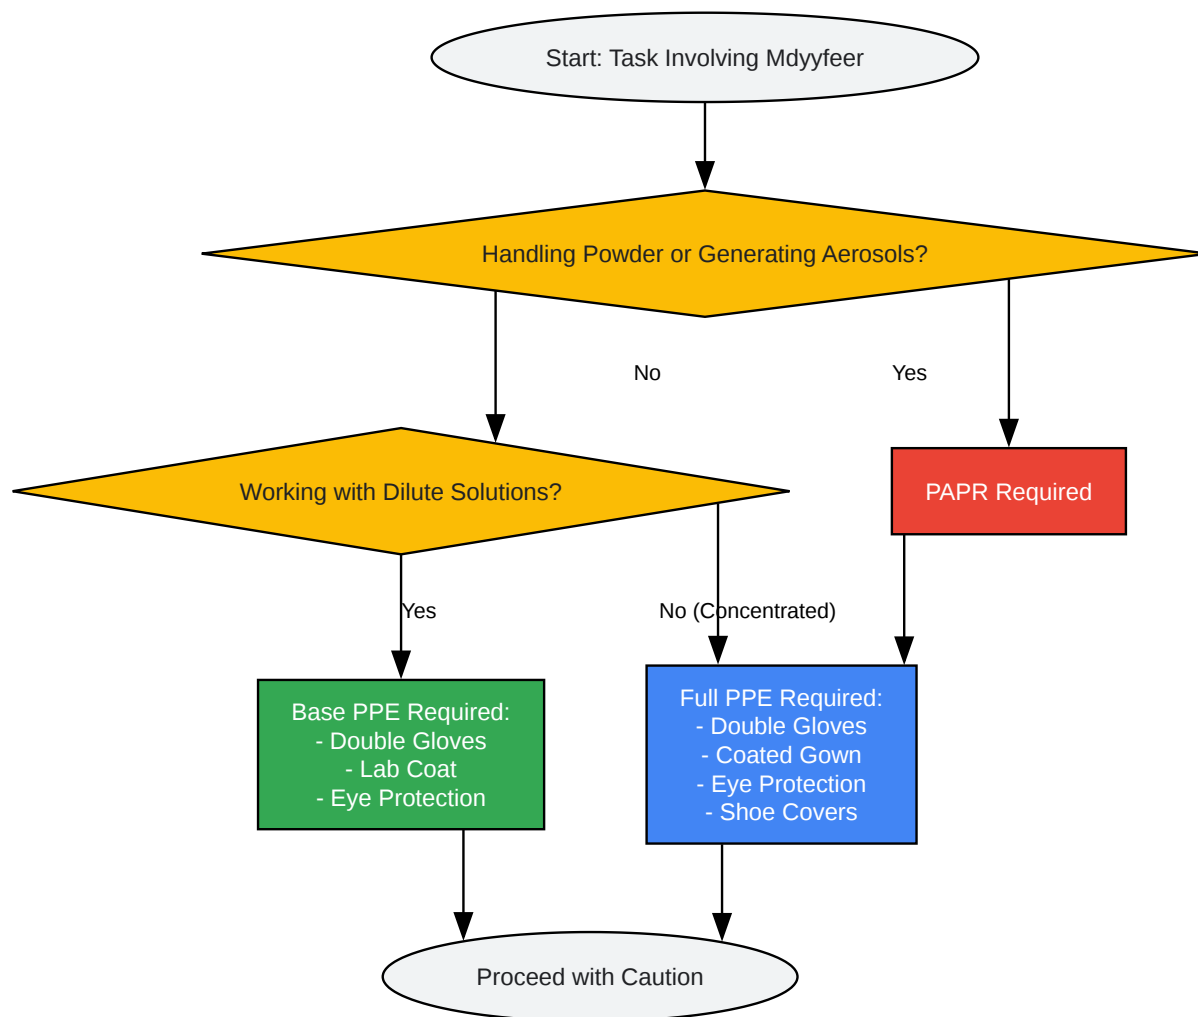 Start: Task Involving Mdyyfeer
Handling Powder or Generating Aerosols?
No
Yes
Working with Dilute Solutions?
PAPR Required
Yes
No (Concentrated)
Base PPE Required:
- Double Gloves
- Lab Coat
- Eye Protection
Full PPE Required:
- Double Gloves
- Coated Gown
- Eye Protection
- Shoe Covers
Proceed with Caution